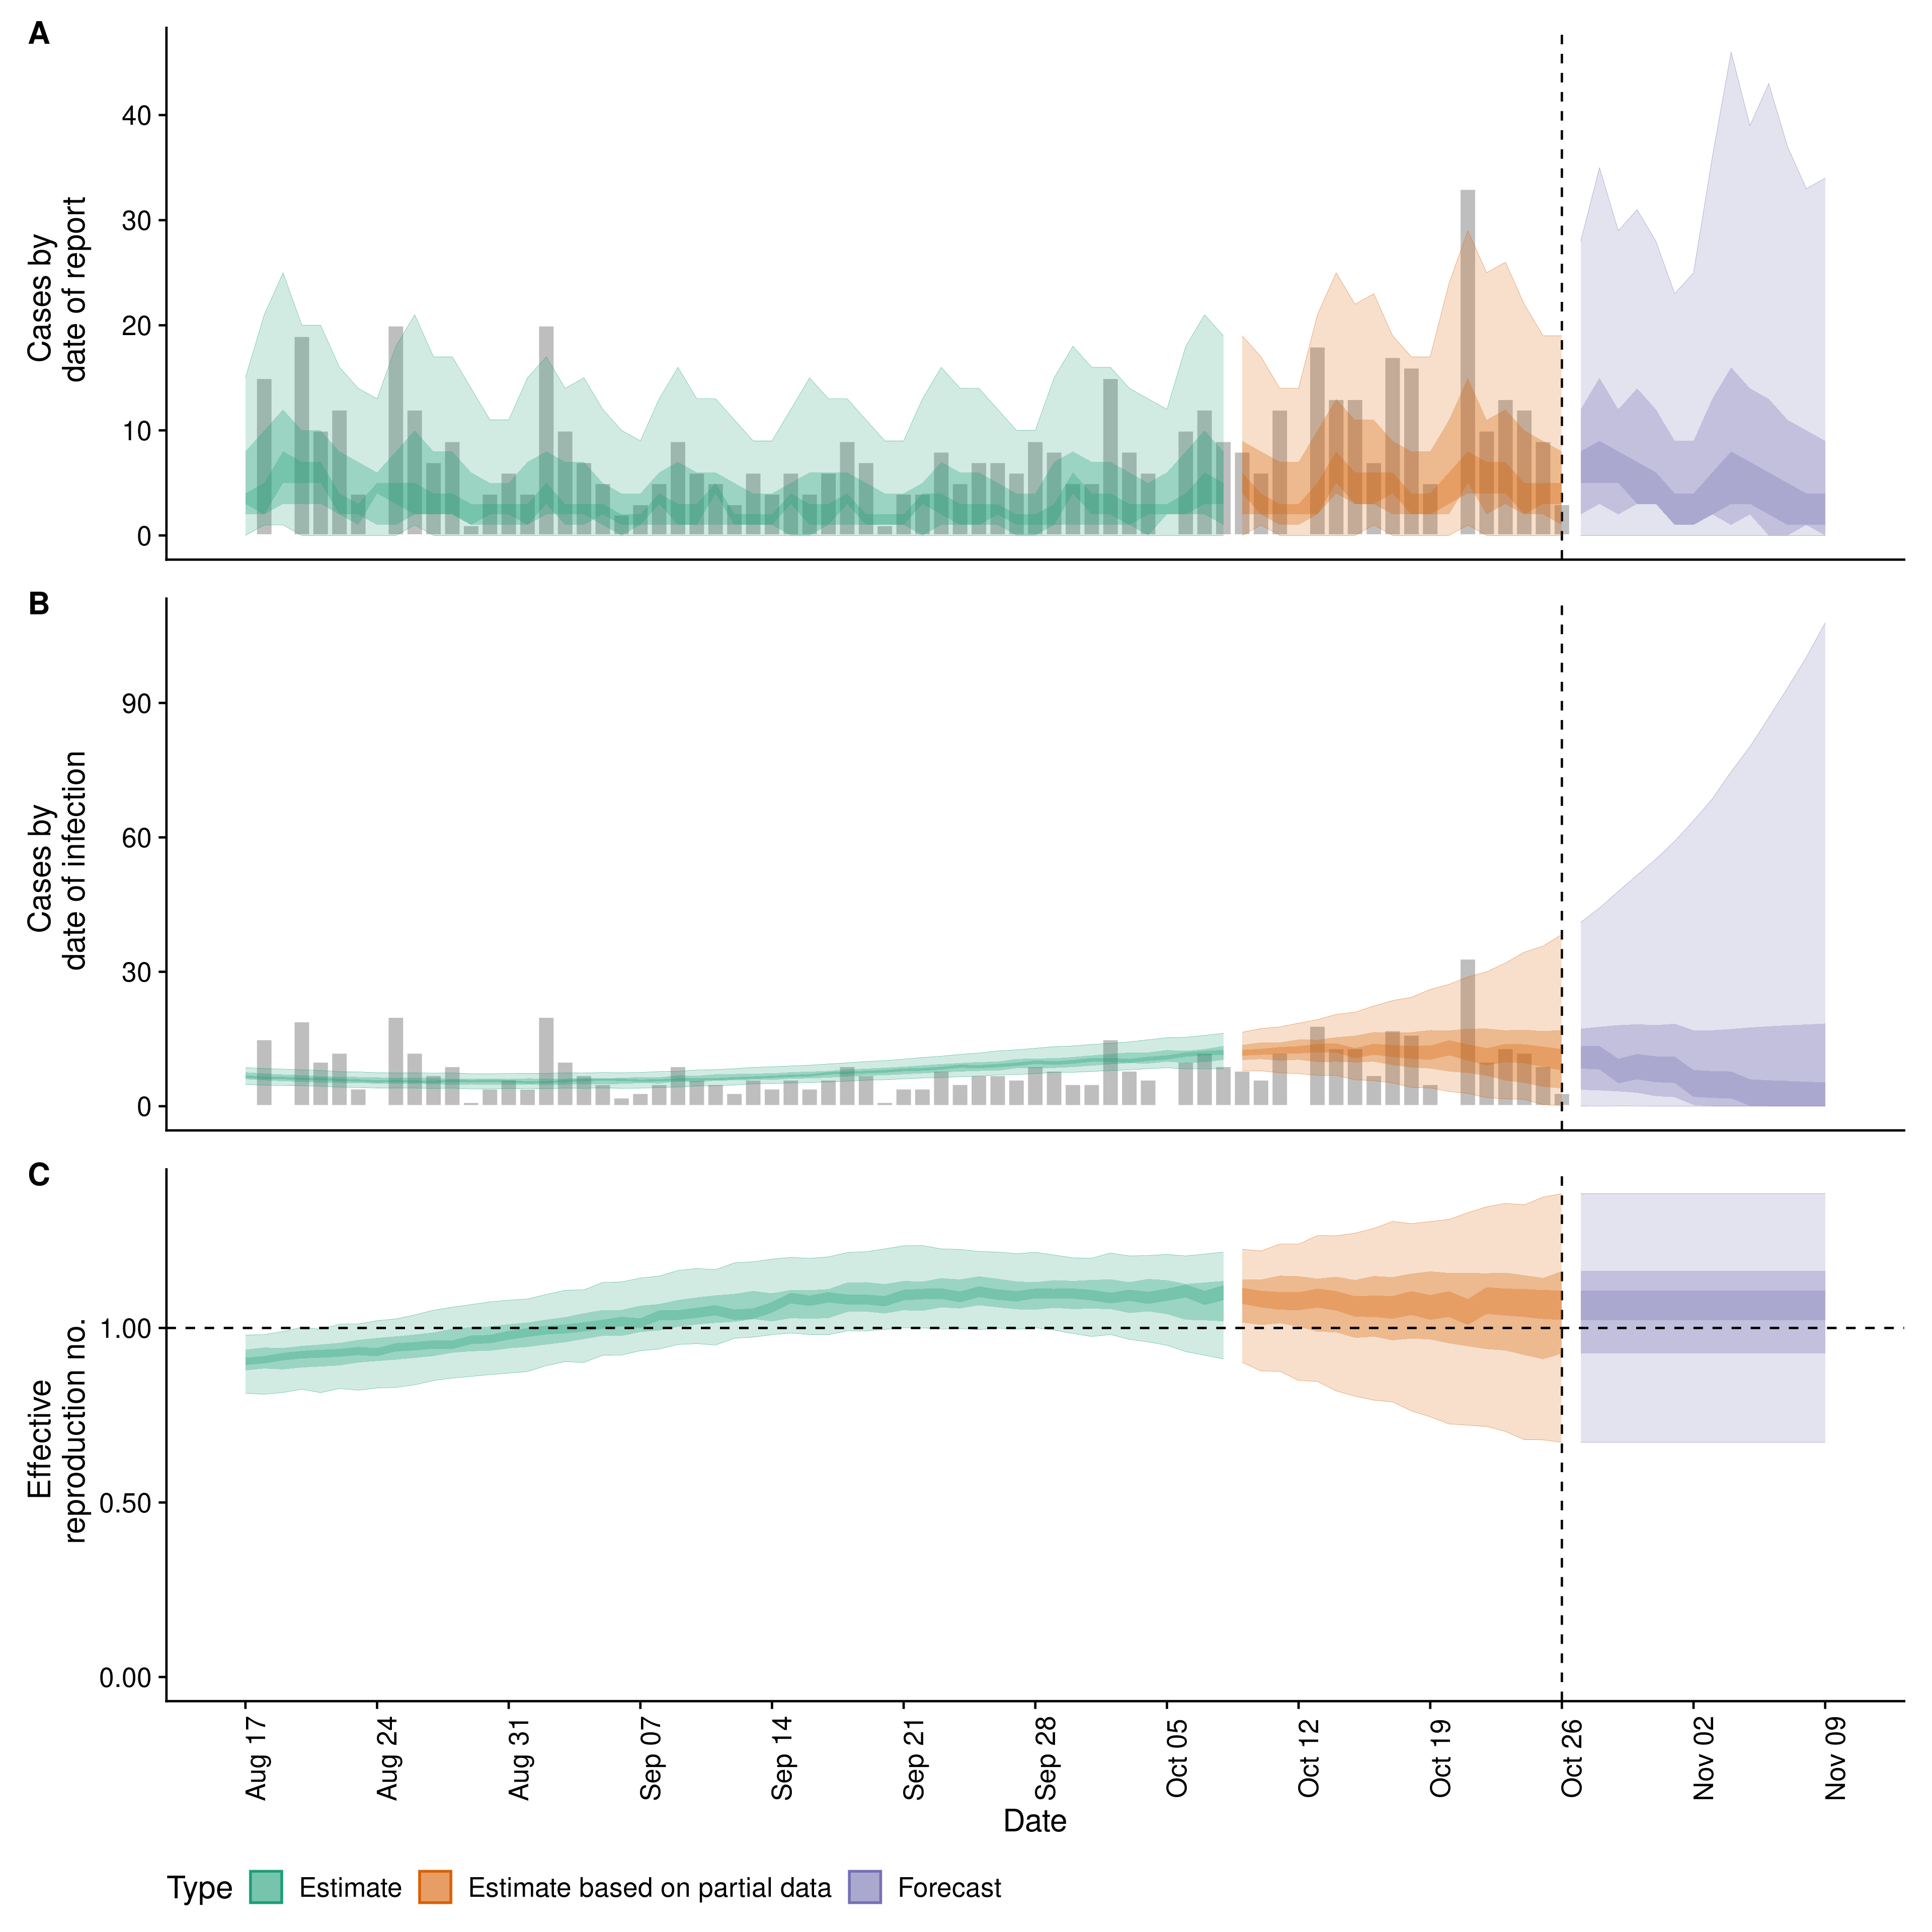 A
Cases by
date of report
40
30
20
10
0
B
Cases by
date of infection
90
60
30
0
C
Effective
reproduction no.
1.00
0.50
0.00
Aug 17
Aug 24
Aug 31
Sep 07
Sep 14
Sep 21
Sep 28
Oct 05
Oct 12
Oct 19
Oct 26
Nov 02
Nov 09
Date
Type Estimate Estimate based on partial data Forecast